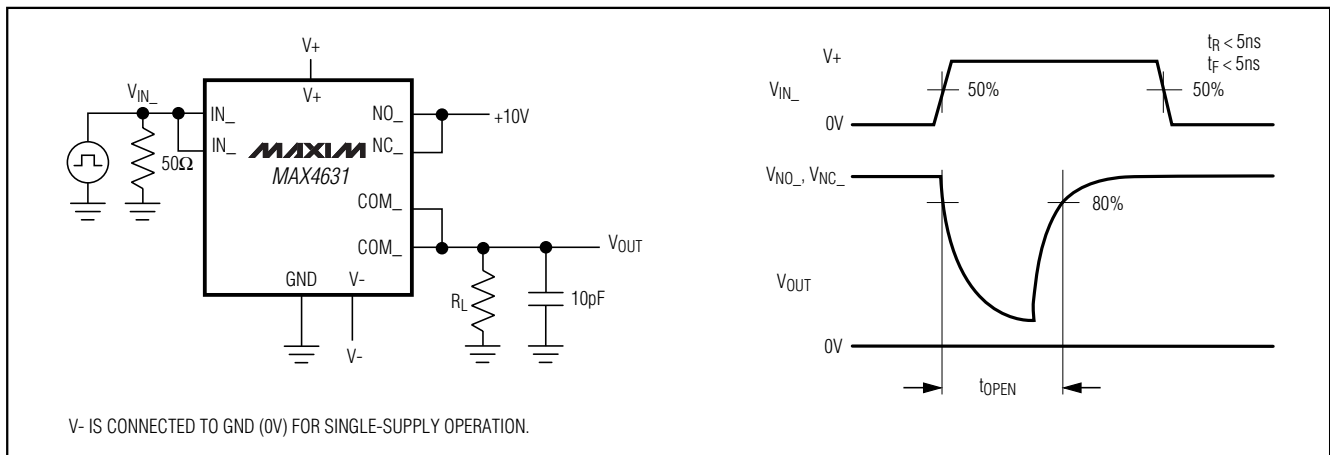 V+
V+
V_IN_
IN_
IN_
50Ω
MAXIM
MAX4631
NO_
NC_
+10V
COM_
COM_
V_OUT
GND
V-
R_L
10pF
V-
V- IS CONNECTED TO GND (0V) FOR SINGLE-SUPPLY OPERATION.
V+
t_R < 5ns
t_F < 5ns
V_IN_
50%
50%
0V
V_NO_, V_NC_
80%
V_OUT
0V
t_OPEN